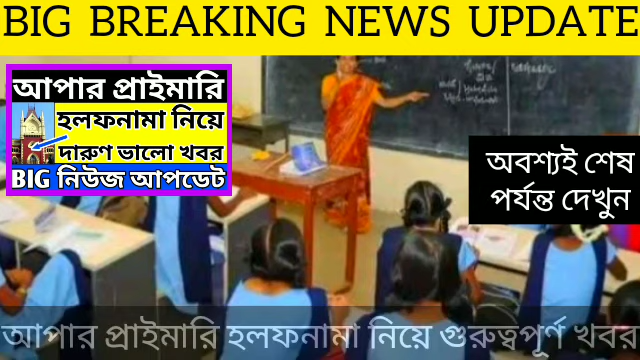 BIG BREAKING NEWS UPDATE
আপার প্রাইমারি
হলফনামা নিয়ে
দারুণ ভালো খবর
BIG নিউজ আপডেট
অবশ্যই শেষ
পর্যন্ত দেখুন
আপার প্রাইমারি হলফনামা নিয়ে গুরুত্বপূর্ণ খবর